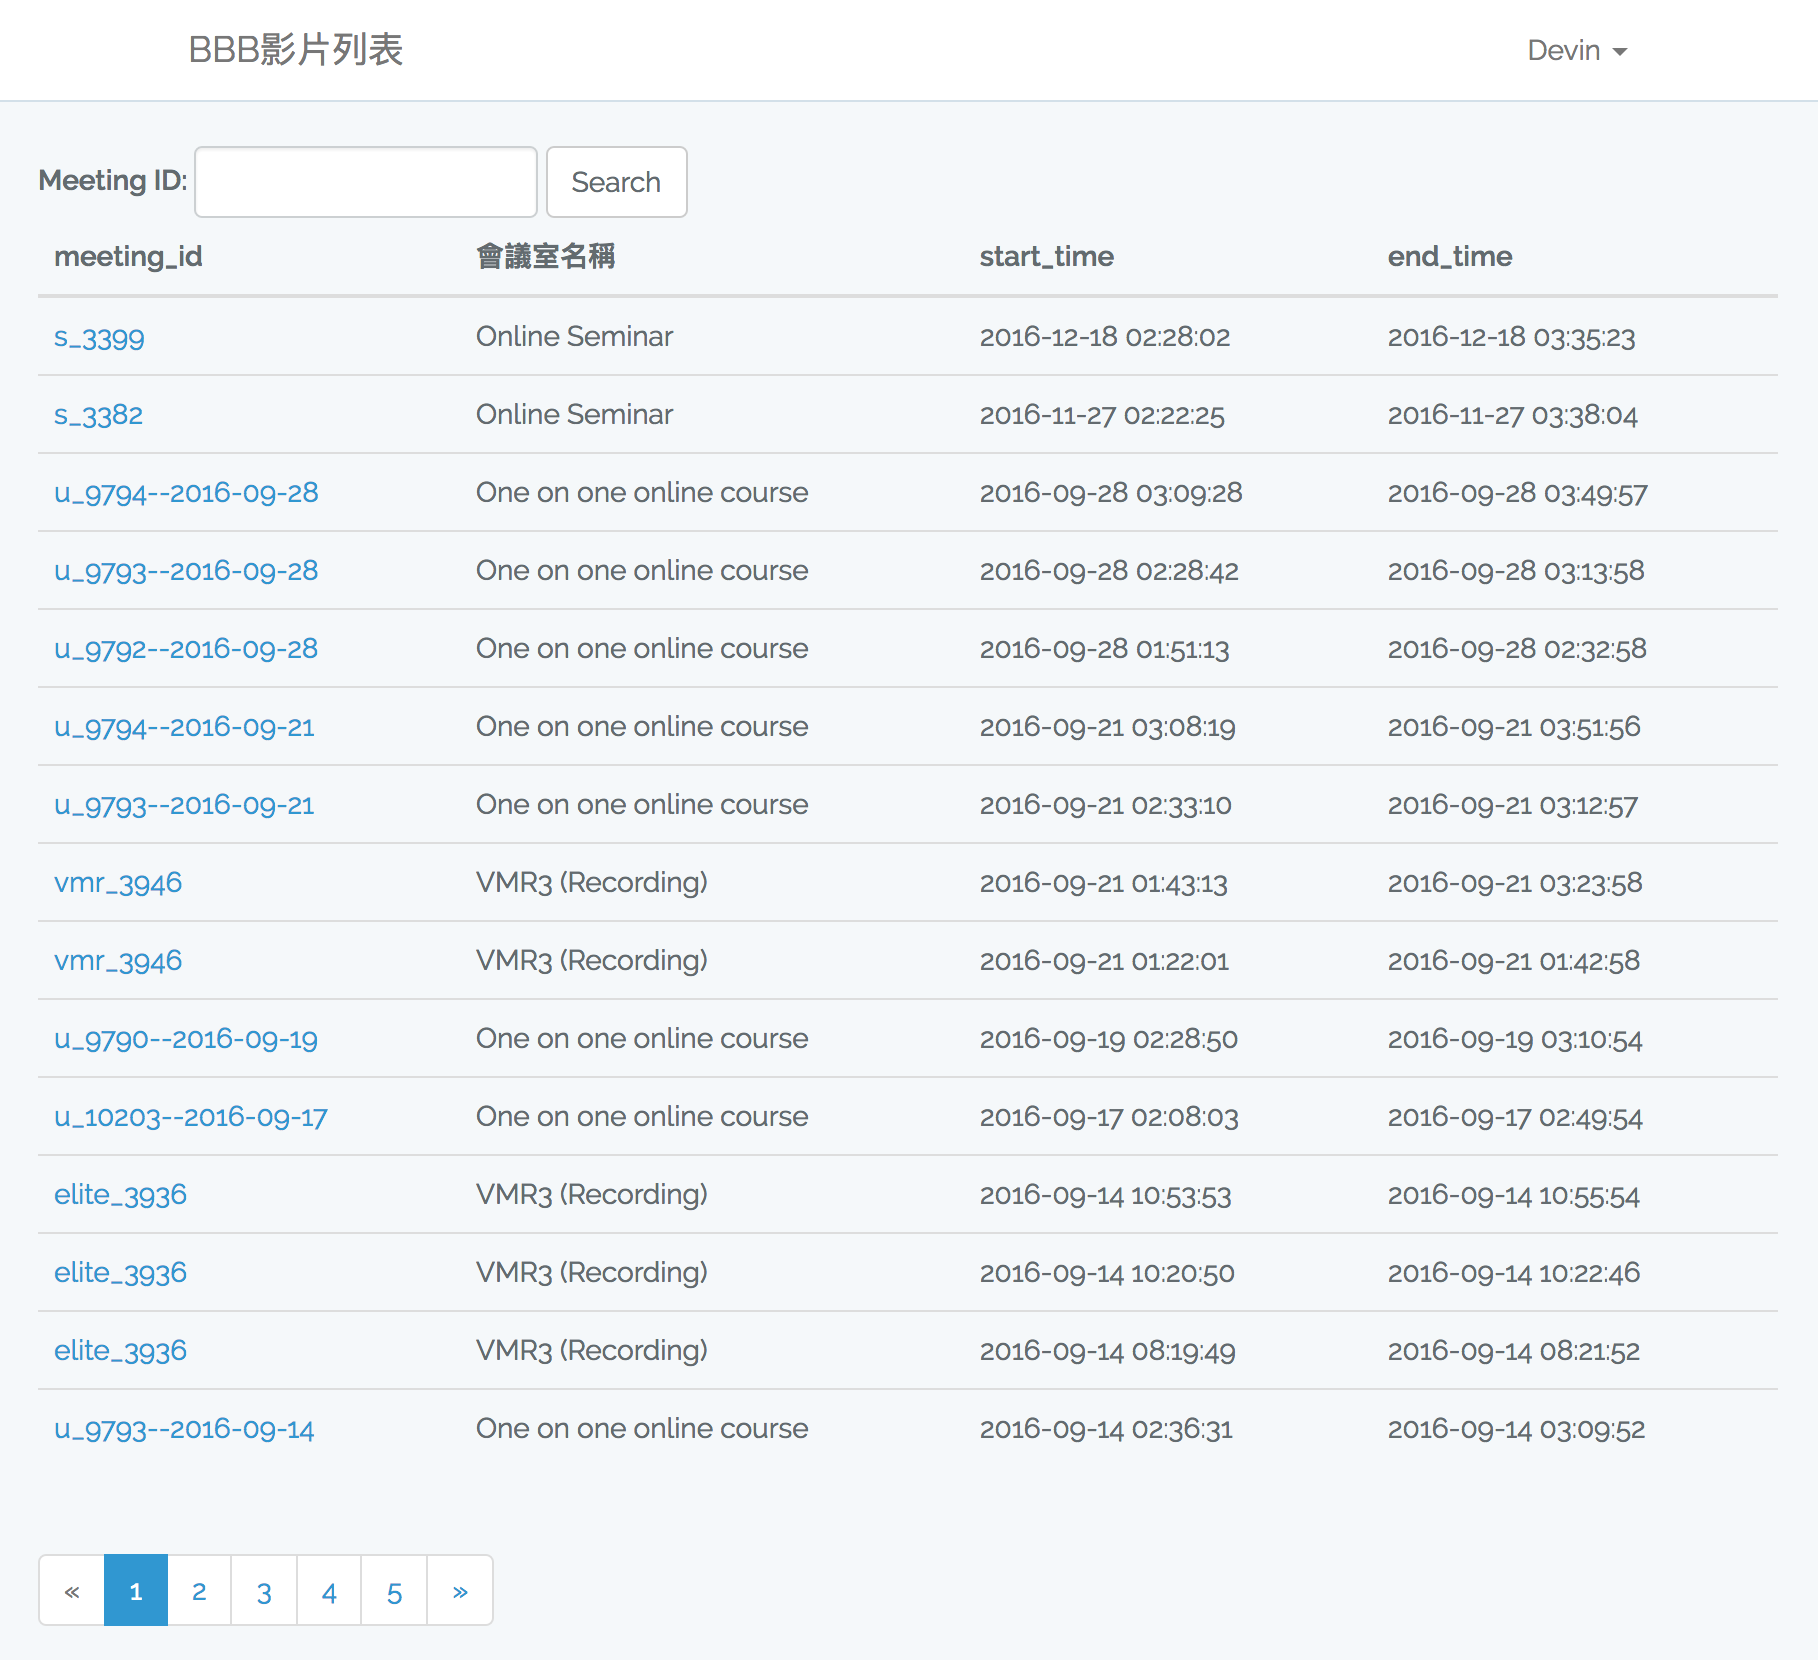 BBB影片列表 Devin
Meeting ID: Search
meeting_id 會議室名稱 start_time end_time
s_3399 Online Seminar 2016-12-18 02:28:02 2016-12-18 03:35:23
s_3382 Online Seminar 2016-11-27 02:22:25 2016-11-27 03:38:04
u_9794--2016-09-28 One on one online course 2016-09-28 03:09:28 2016-09-28 03:49:57
u_9793--2016-09-28 One on one online course 2016-09-28 02:28:42 2016-09-28 03:13:58
u_9792--2016-09-28 One on one online course 2016-09-28 01:51:13 2016-09-28 02:32:58
u_9794--2016-09-21 One on one online course 2016-09-21 03:08:19 2016-09-21 03:51:56
u_9793--2016-09-21 One on one online course 2016-09-21 02:33:10 2016-09-21 03:12:57
vmr_3946 VMR3 (Recording) 2016-09-21 01:43:13 2016-09-21 03:23:58
vmr_3946 VMR3 (Recording) 2016-09-21 01:22:01 2016-09-21 01:42:58
u_9790--2016-09-19 One on one online course 2016-09-19 02:28:50 2016-09-19 03:10:54
u_10203--2016-09-17 One on one online course 2016-09-17 02:08:03 2016-09-17 02:49:54
elite_3936 VMR3 (Recording) 2016-09-14 10:53:53 2016-09-14 10:55:54
elite_3936 VMR3 (Recording) 2016-09-14 10:20:50 2016-09-14 10:22:46
elite_3936 VMR3 (Recording) 2016-09-14 08:19:49 2016-09-14 08:21:52
u_9793--2016-09-14 One on one online course 2016-09-14 02:36:31 2016-09-14 03:09:52
« 1 2 3 4 5 »